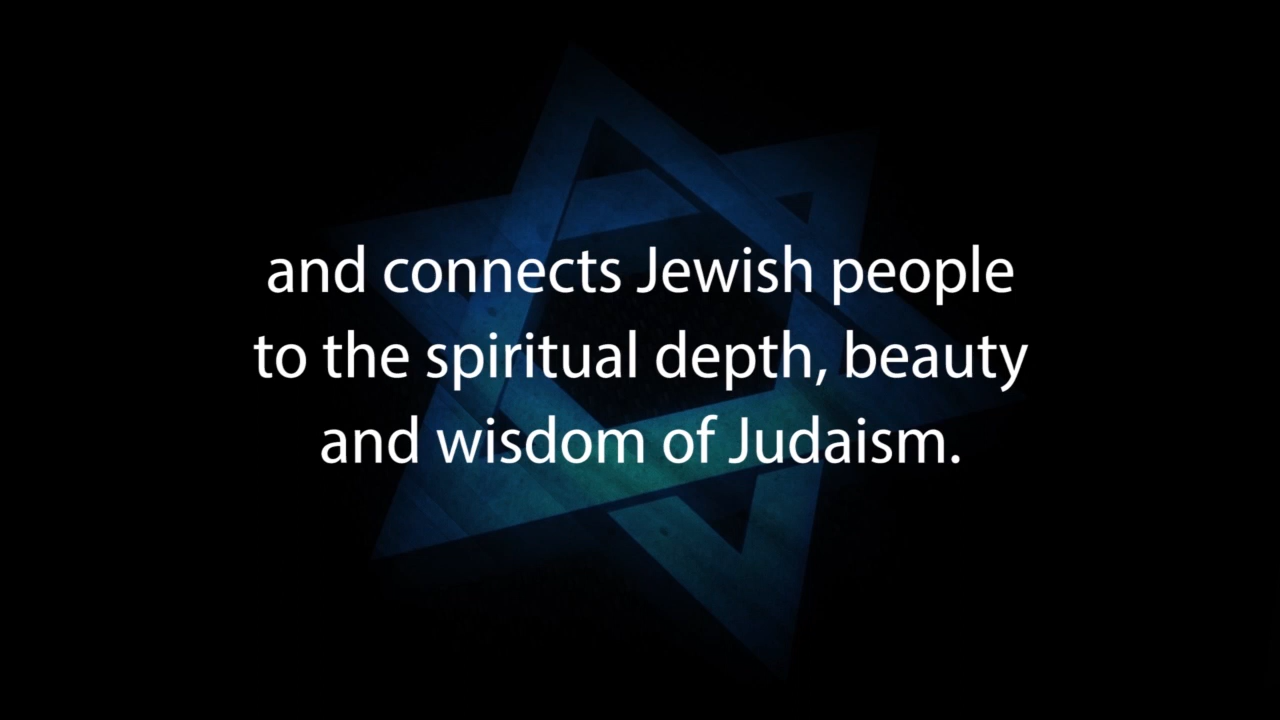 and connects Jewish people
to the spiritual depth, beauty
and wisdom of Judaism.